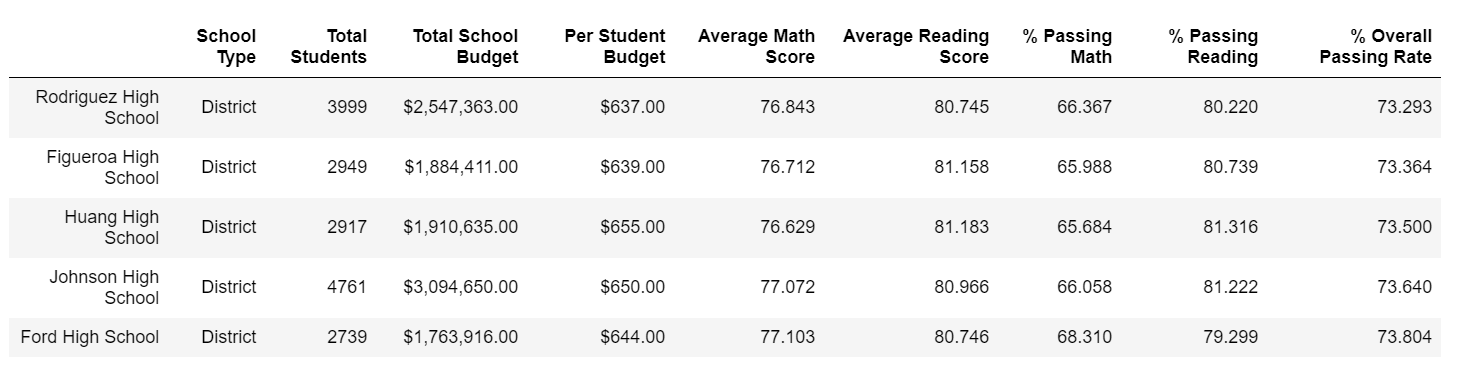 School Total Total School Per Student Average Math Average Reading % Passing % Passing % Overall
Type Students Budget Budget Score Score Math Reading Passing Rate
Rodriguez High
School District 3999 $2,547,363.00 $637.00 76.843 80.745 66.367 80.220 73.293
Figueroa High
School District 2949 $1,884,411.00 $639.00 76.712 81.158 65.988 80.739 73.364
Huang High
School District 2917 $1,910,635.00 $655.00 76.629 81.183 65.684 81.316 73.500
Johnson High
School District 4761 $3,094,650.00 $650.00 77.072 80.966 66.058 81.222 73.640
Ford High School District 2739 $1,763,916.00 $644.00 77.103 80.746 68.310 79.299 73.804